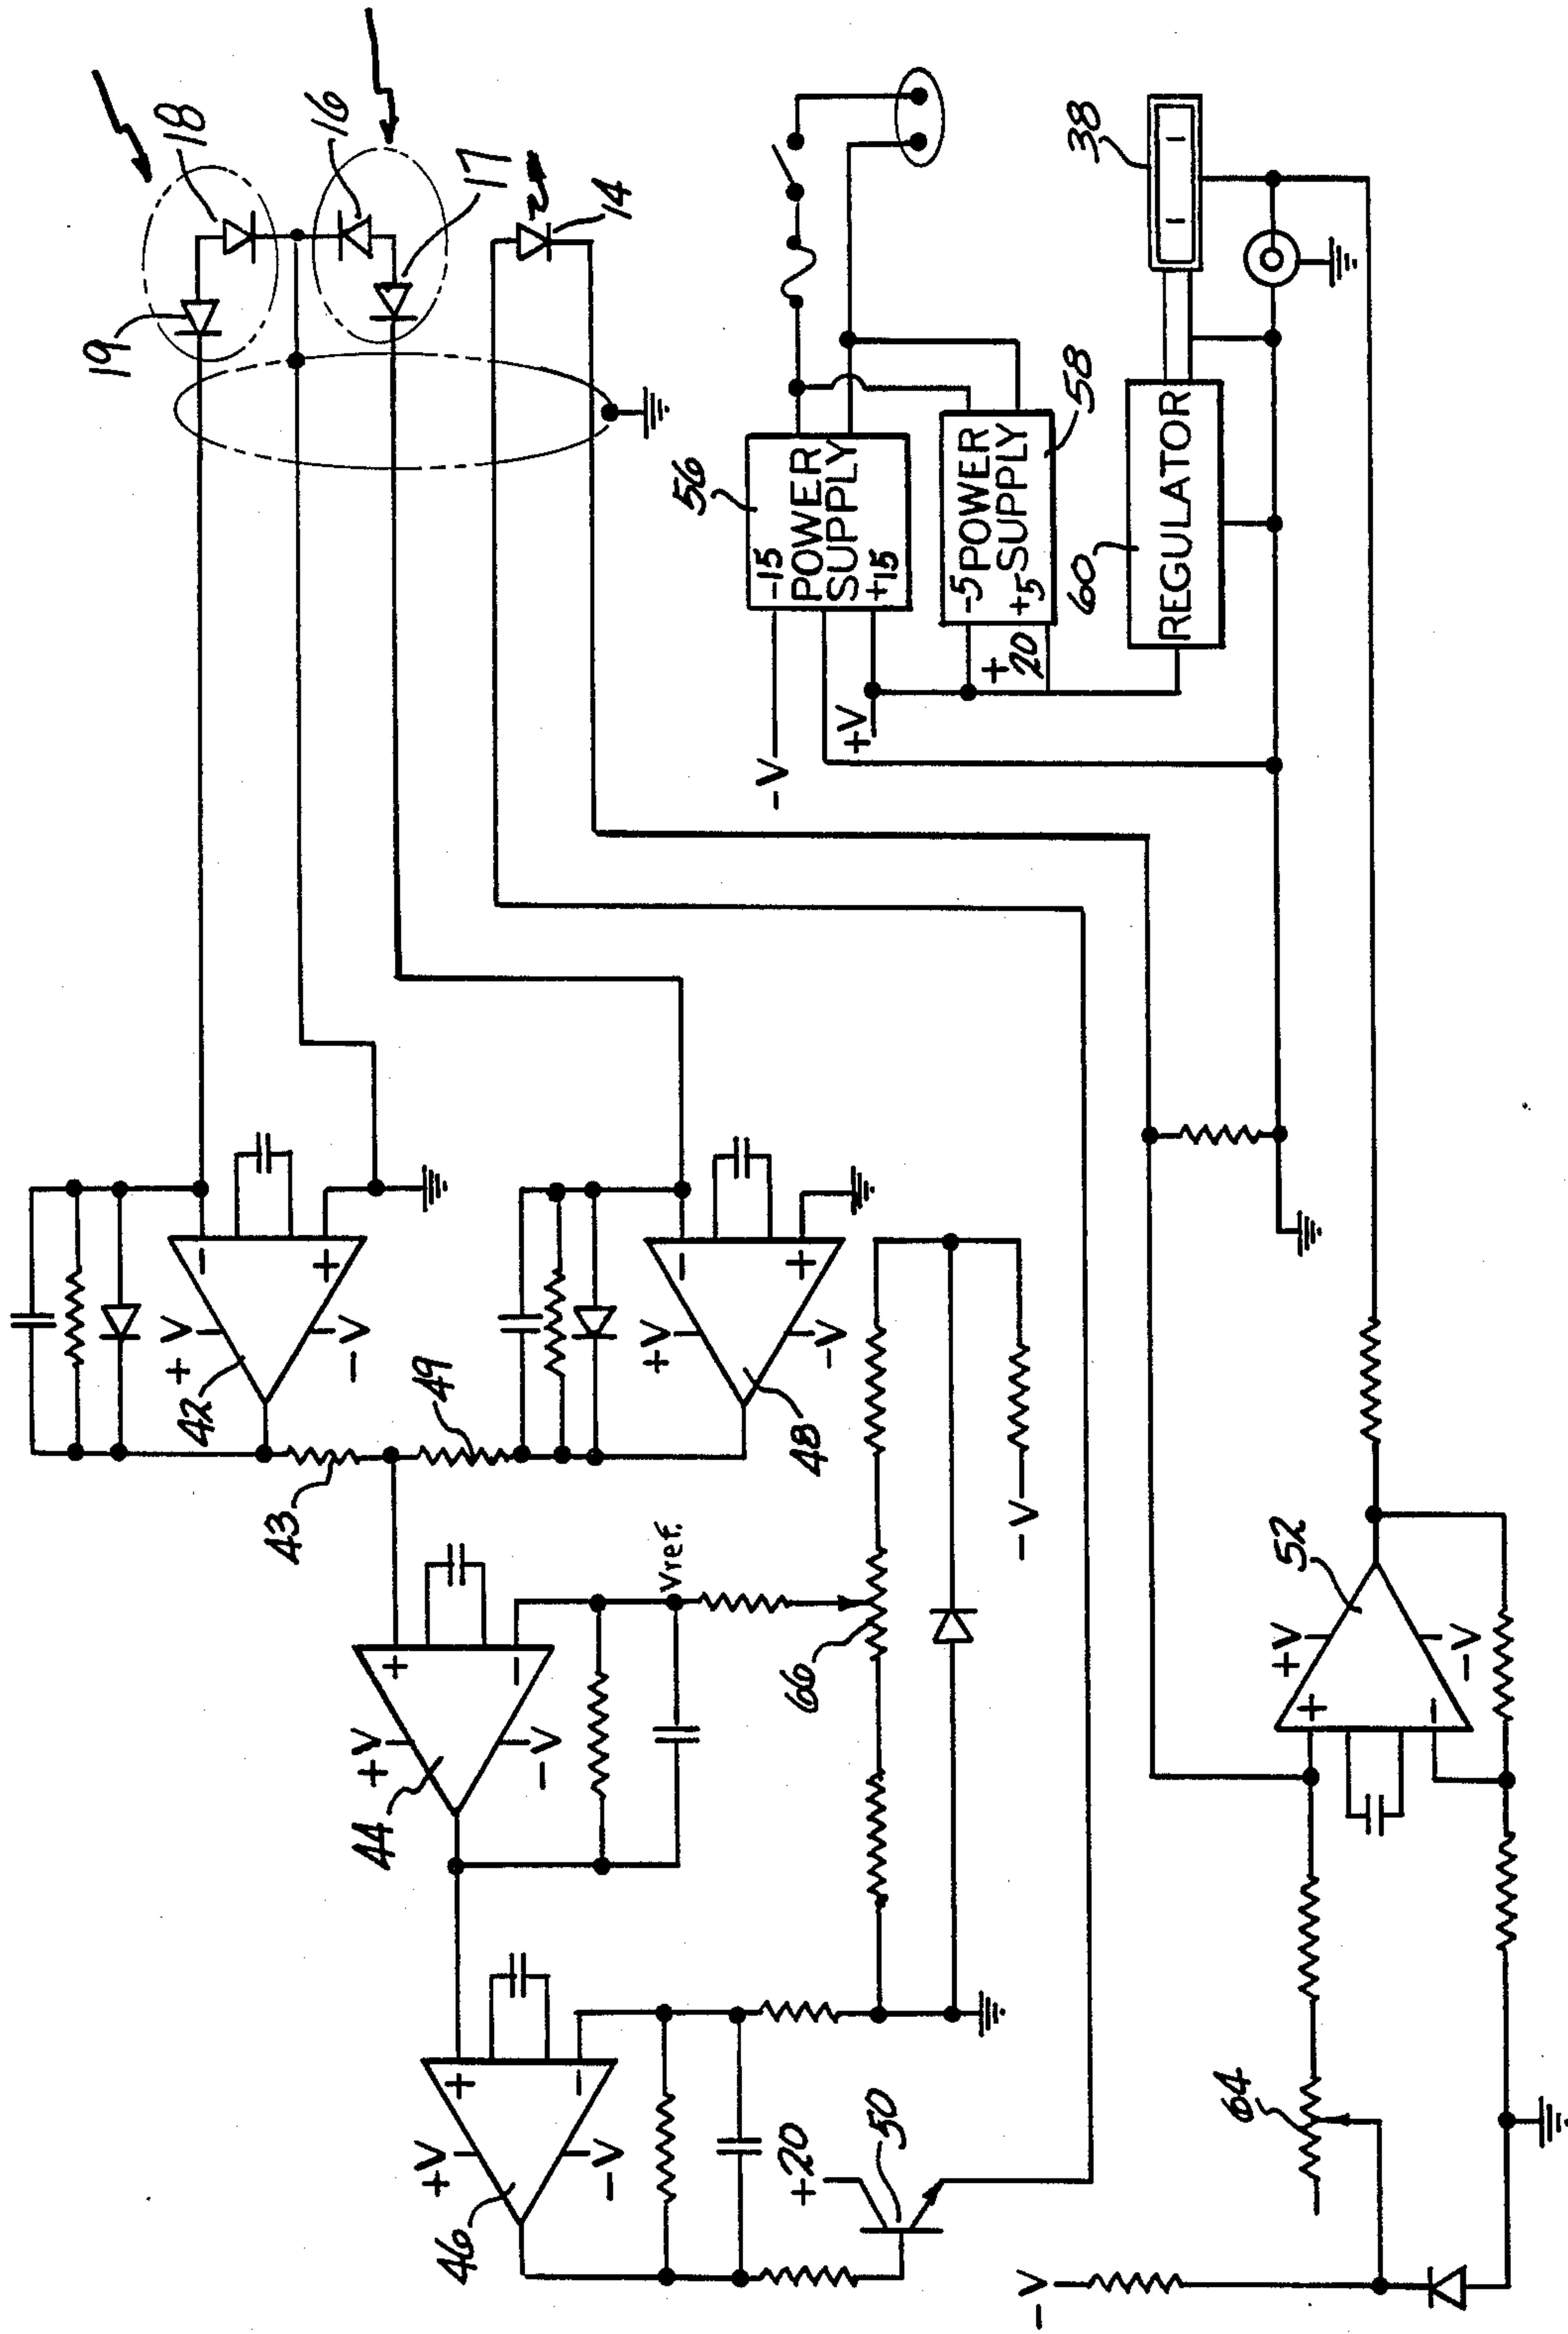 18
16
17
14
19
38
56
-15
POWER
SUPPLY
+15
-5
POWER
SUPPLY
+5
58
+
20
60
REGULATOR
-V
+V
-
+
+V
-V
42
43
49
-
+
+V
-V
48
-V
Vref.
66
+
-
+V
-V
44
52
+V
-V
+
-
+
-
+V
-V
46
+20
50
64
-V